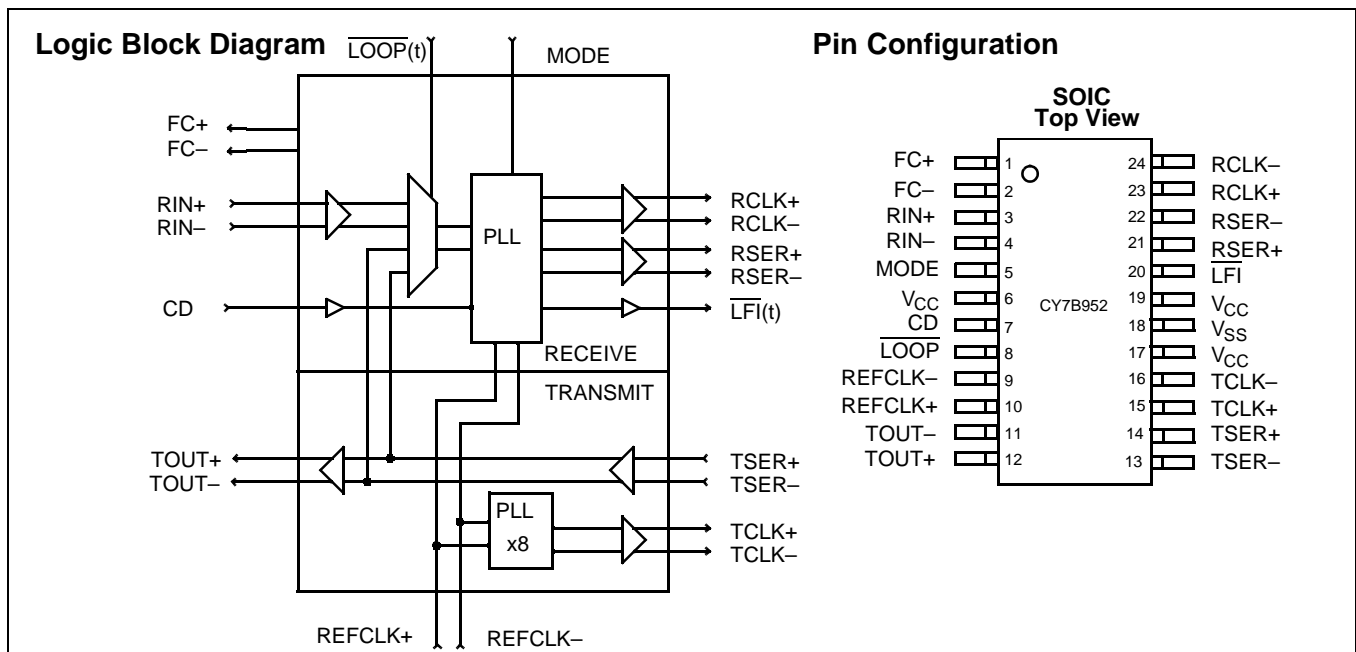 Logic Block Diagram
LOOP(t)
MODE
FC+
FC–
RIN+
RIN–
CD
PLL
RCLK+
RCLK–
RSER+
RSER–
LFI(t)
RECEIVE
TRANSMIT
TOUT+
TOUT–
TSER+
TSER–
PLL
x8
TCLK+
TCLK–
REFCLK+
REFCLK–
Pin Configuration
SOIC
Top View
FC+ 1
FC– 2
RIN+ 3
RIN– 4
MODE 5
VCC 6
CD 7
LOOP 8
REFCLK– 9
REFCLK+ 10
TOUT– 11
TOUT+ 12
CY7B952
24 RCLK–
23 RCLK+
22 RSER–
21 RSER+
20 LFI
19 VCC
18 VSS
17 VCC
16 TCLK–
15 TCLK+
14 TSER+
13 TSER–